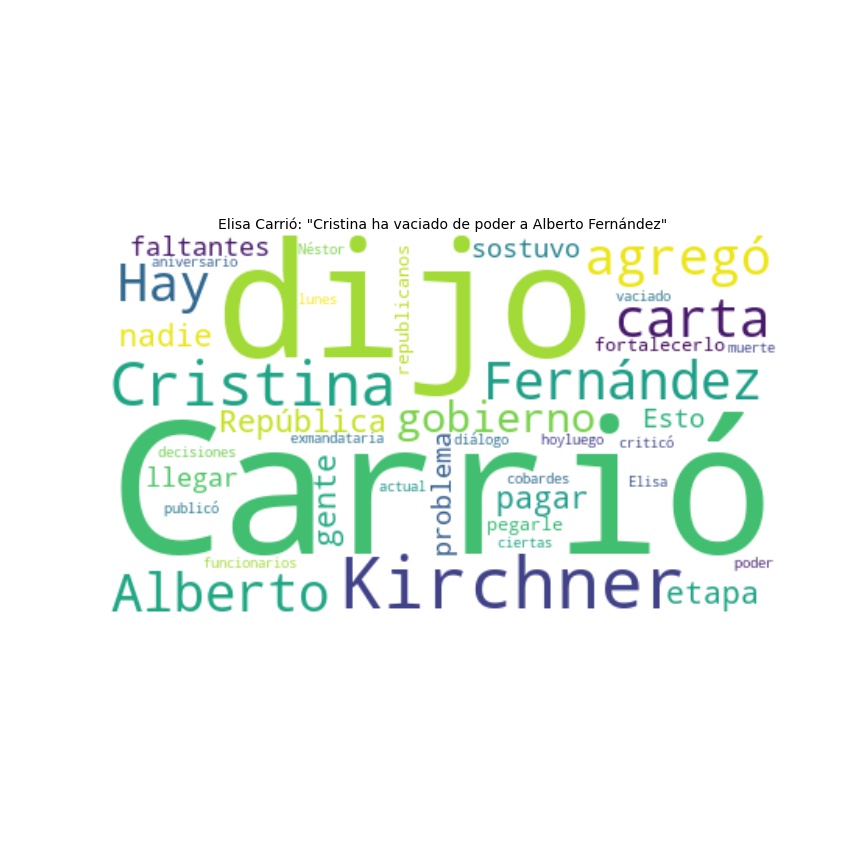 Elisa Carrió: "Cristina ha vaciado de poder a Alberto Fernández"
faltantes
Néstor
dijo
republicanos
sostuvo
agregó
aniversario
Hay
lunes
vaciado
carta
nadie
fortalecerlo
muerte
Cristina
Fernández
República
gobierno
Esto
exmandataria
problema
diálogo
hoyluego
criticó
Carrió
decisiones
llegar
gente
actual
cobardes
Elisa
publicó
pagar
pegarle
ciertas
funcionarios
poder
Alberto
Kirchner
etapa